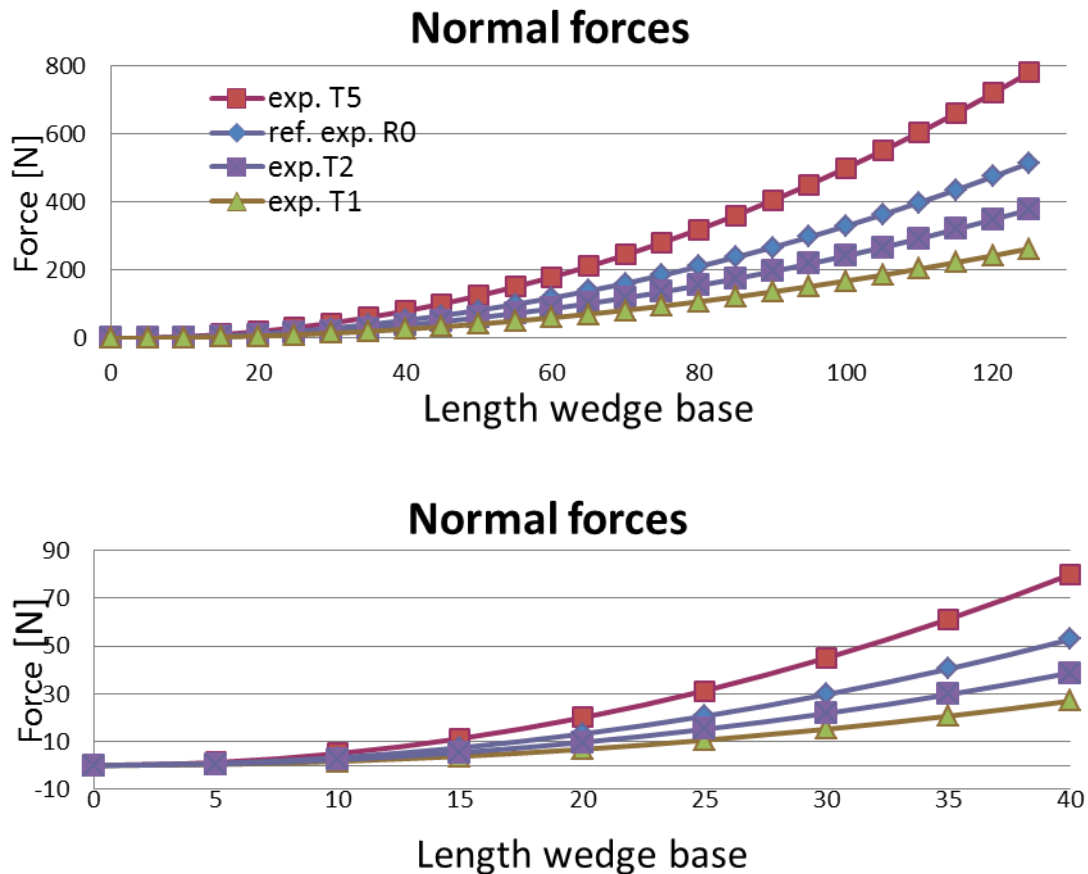 Normal forces
800
600
400
200
0
Force [N]
exp. T5
ref. exp. R0
exp.T2
exp. T1
0 20 40 60 80 100 120
Length wedge base
Normal forces
90
70
50
30
10
-10
Force [N]
0 5 10 15 20 25 30 35 40
Length wedge base